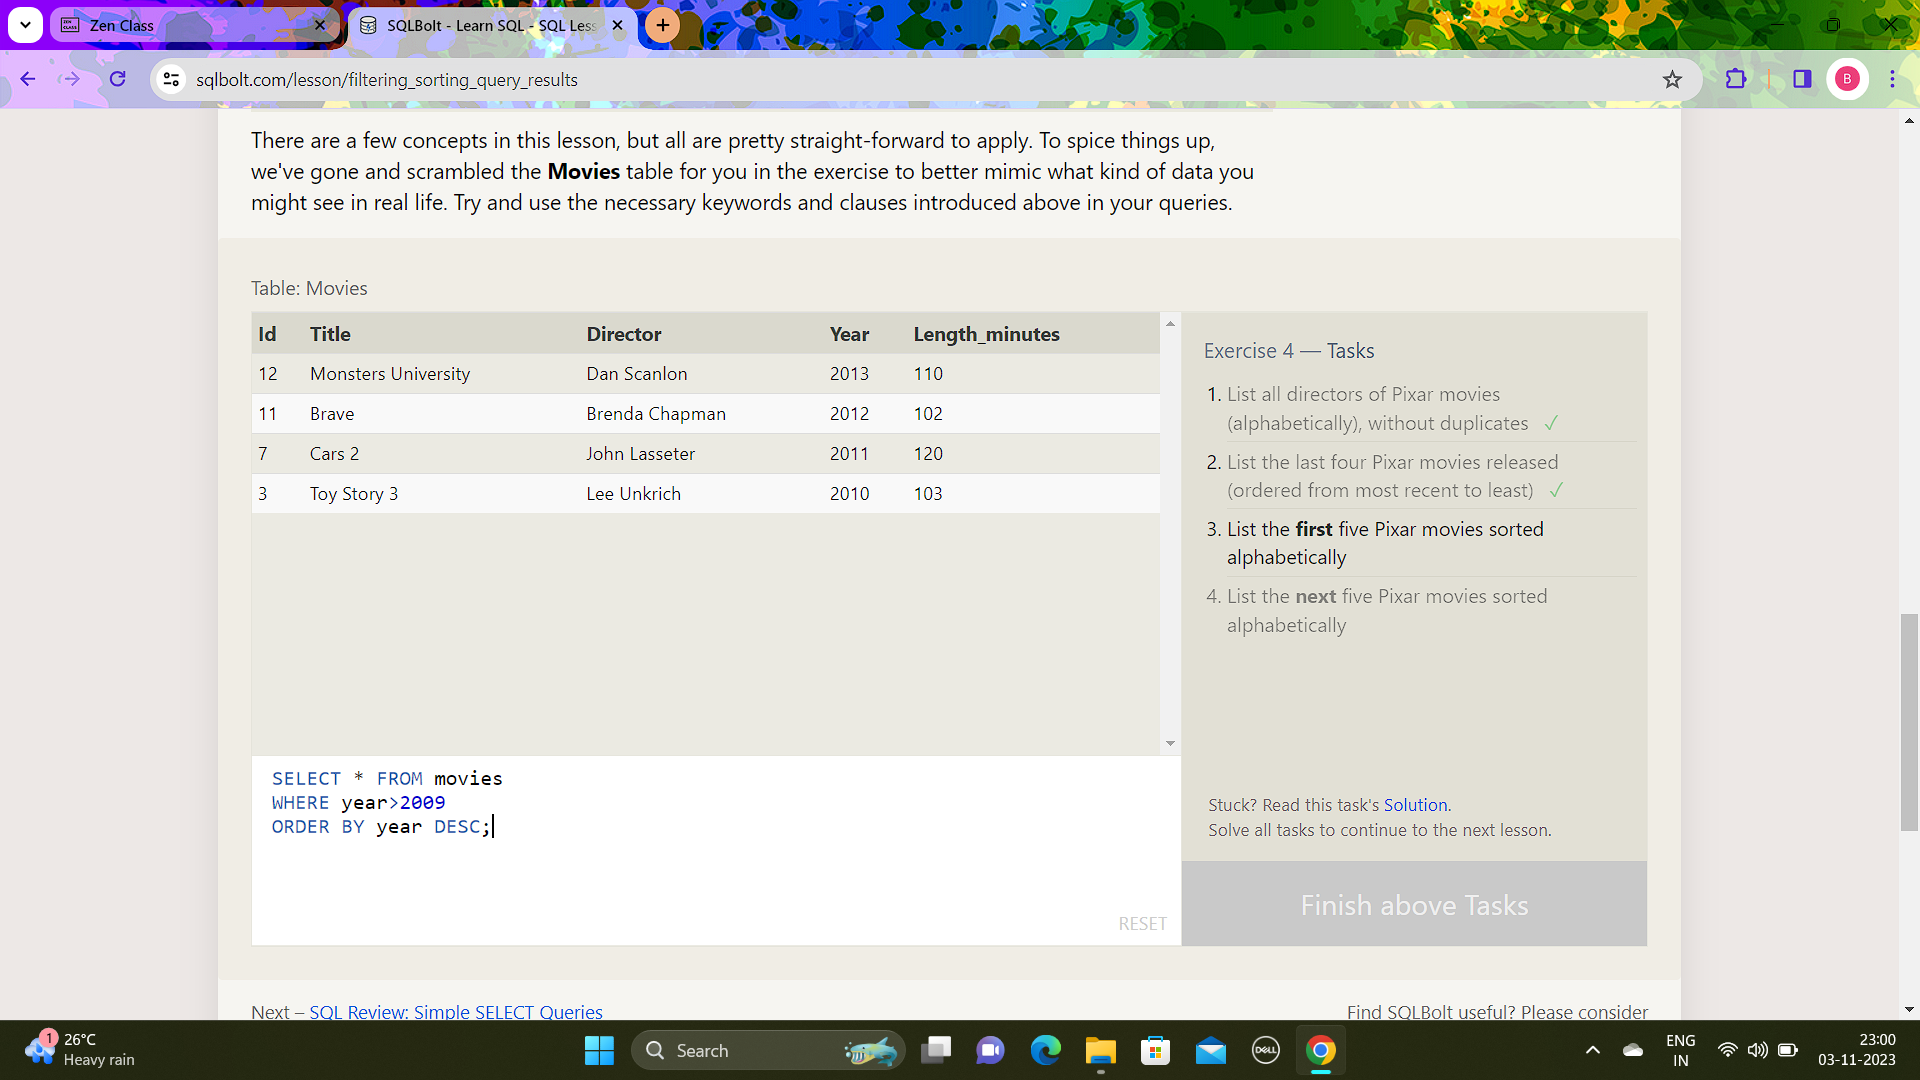 Zen Class
SQLBolt - Learn SQL - SQL Less
sqlbolt.com/lesson/filtering_sorting_query_results
B
There are a few concepts in this lesson, but all are pretty straight-forward to apply. To spice things up,
we've gone and scrambled the Movies table for you in the exercise to better mimic what kind of data you
might see in real life. Try and use the necessary keywords and clauses introduced above in your queries.
Table: Movies
Id Title Director Year Length_minutes
12 Monsters University Dan Scanlon 2013 110
11 Brave Brenda Chapman 2012 102
7 Cars 2 John Lasseter 2011 120
3 Toy Story 3 Lee Unkrich 2010 103
SELECT * FROM movies
WHERE year>2009
ORDER BY year DESC;
RESET
Exercise 4 — Tasks
1. List all directors of Pixar movies
(alphabetically), without duplicates ✓
2. List the last four Pixar movies released
(ordered from most recent to least) ✓
3. List the first five Pixar movies sorted
alphabetically
4. List the next five Pixar movies sorted
alphabetically
Stuck? Read this task's Solution.
Solve all tasks to continue to the next lesson.
Finish above Tasks
Next – SQL Review: Simple SELECT Queries
Find SQLBolt useful? Please consider
1
26°C
Heavy rain
Search
DELL
ENG
IN
23:00
03-11-2023